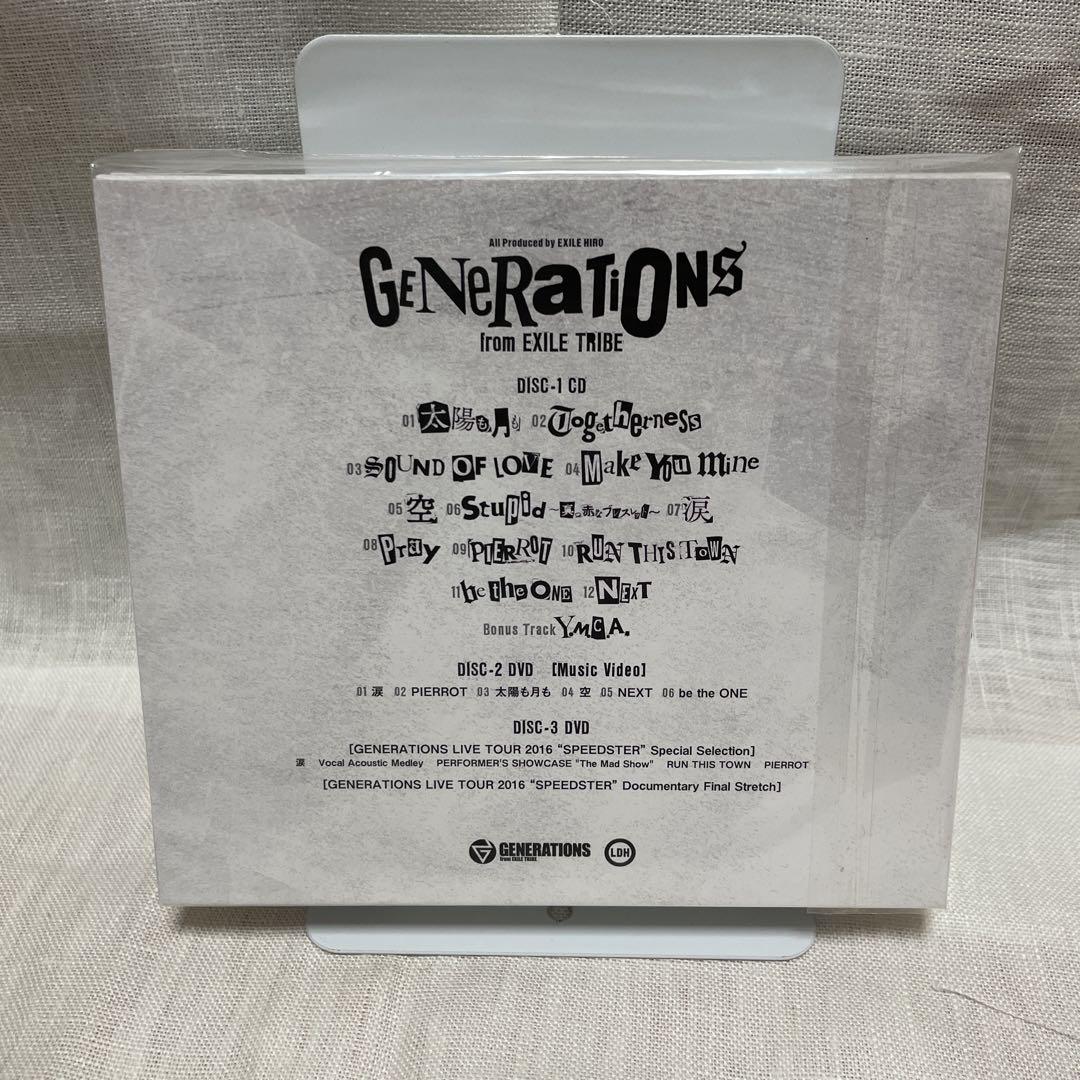 All Produced by EXILE HIRO
GENERATIONS
from EXILE TRIBE
DISC-1 CD
01 太陽も月も 02 Togetherness
03 SOUND OF LOVE 04 Make You Mine
05 空 06 Stupid ～真っ赤なブレスレット～ 07 涙
08 Pray 09 PIERROT 10 RUN THIS TOWN
11 be the ONE 12 NEXT
Bonus Track Y.M.C.A.
DISC-2 DVD [Music Video]
01 涙 02 PIERROT 03 太陽も月も 04 空 05 NEXT 06 be the ONE
DISC-3 DVD
[GENERATIONS LIVE TOUR 2016 "SPEEDSTER" Special Selection]
涙 Vocal Acoustic Medley PERFORMER'S SHOWCASE "The Mad Show" RUN THIS TOWN PIERROT
[GENERATIONS LIVE TOUR 2016 "SPEEDSTER" Documentary Final Stretch]
GENERATIONS LDH
from EXILE TRIBE